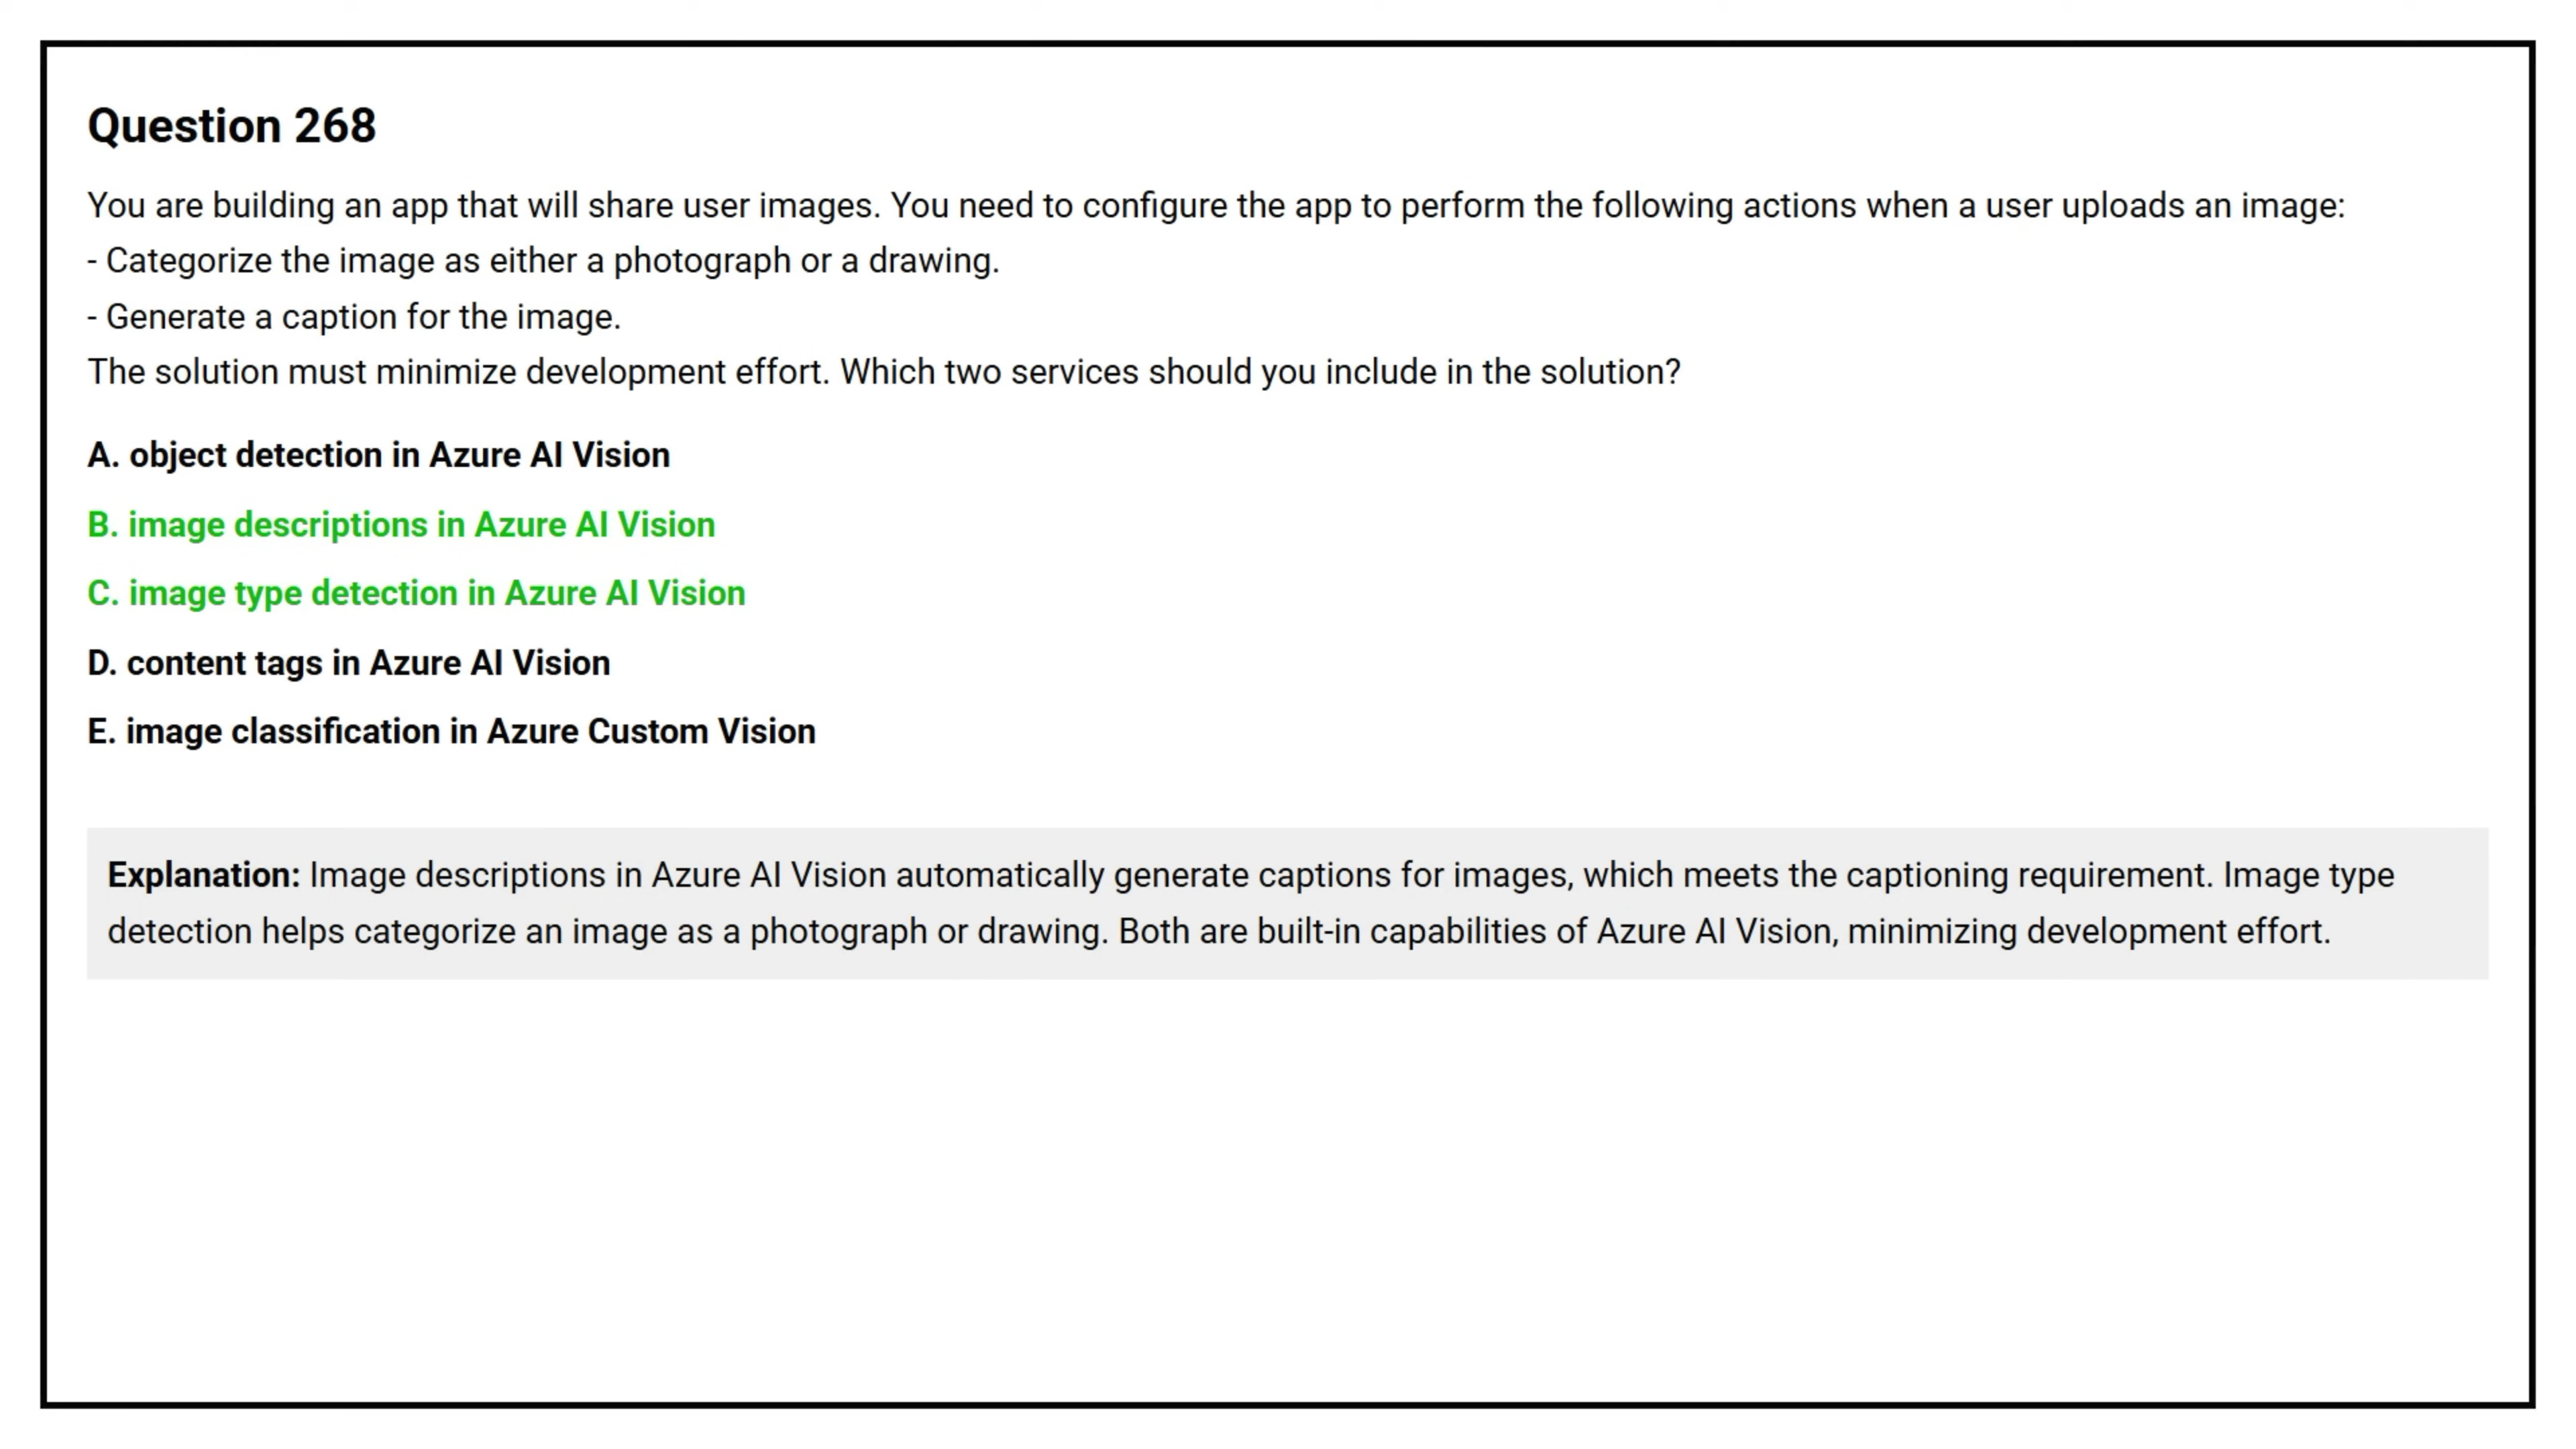 Question 268
You are building an app that will share user images. You need to configure the app to perform the following actions when a user uploads an image:
- Categorize the image as either a photograph or a drawing.
- Generate a caption for the image.
The solution must minimize development effort. Which two services should you include in the solution?
A. object detection in Azure AI Vision
B. image descriptions in Azure AI Vision
C. image type detection in Azure AI Vision
D. content tags in Azure AI Vision
E. image classification in Azure Custom Vision
Explanation: Image descriptions in Azure AI Vision automatically generate captions for images, which meets the captioning requirement. Image type
detection helps categorize an image as a photograph or drawing. Both are built-in capabilities of Azure AI Vision, minimizing development effort.